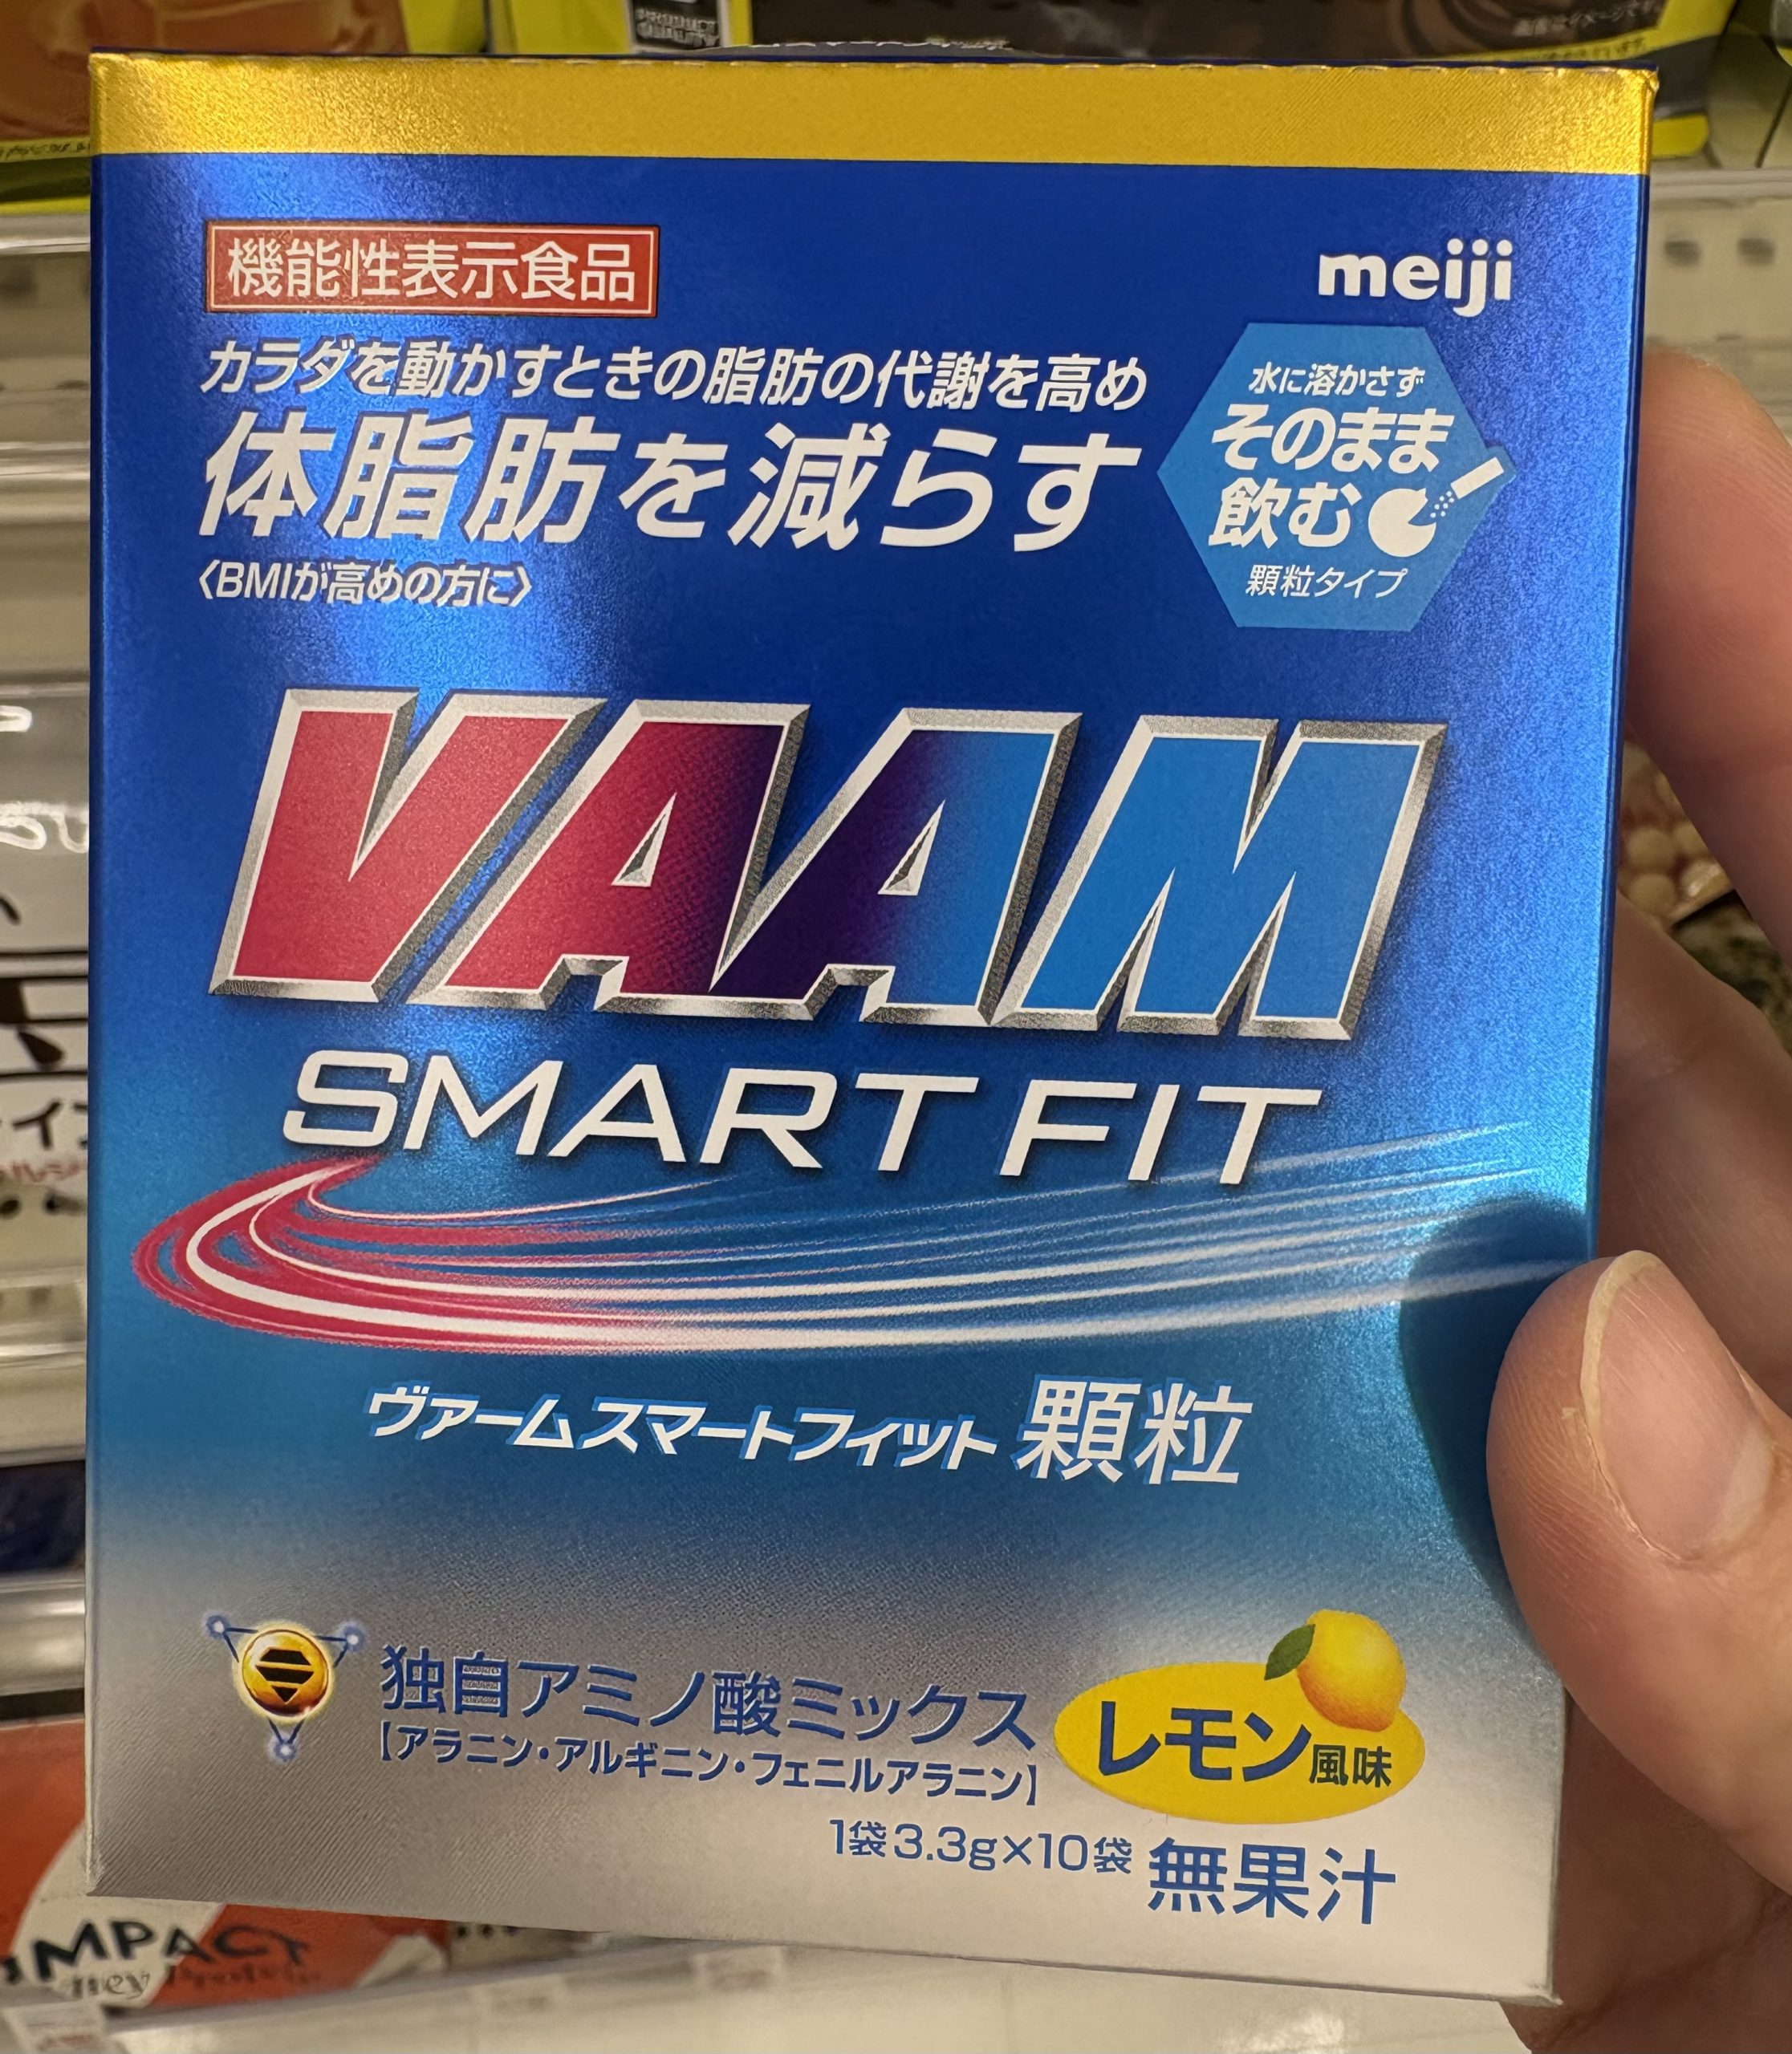 機能性表示食品
meiji
カラダを動かすときの脂肪の代謝を高め
体脂肪を減らす
〈BMIが高めの方に〉
水に溶かさず
そのまま
飲む
顆粒タイプ
VAAM
SMART FIT
ヴァームスマートフィット 顆粒
独自アミノ酸ミックス
【アラニン・アルギニン・フェニルアラニン】
レモン風味
1袋3.3g×10袋 無果汁
IMPACT